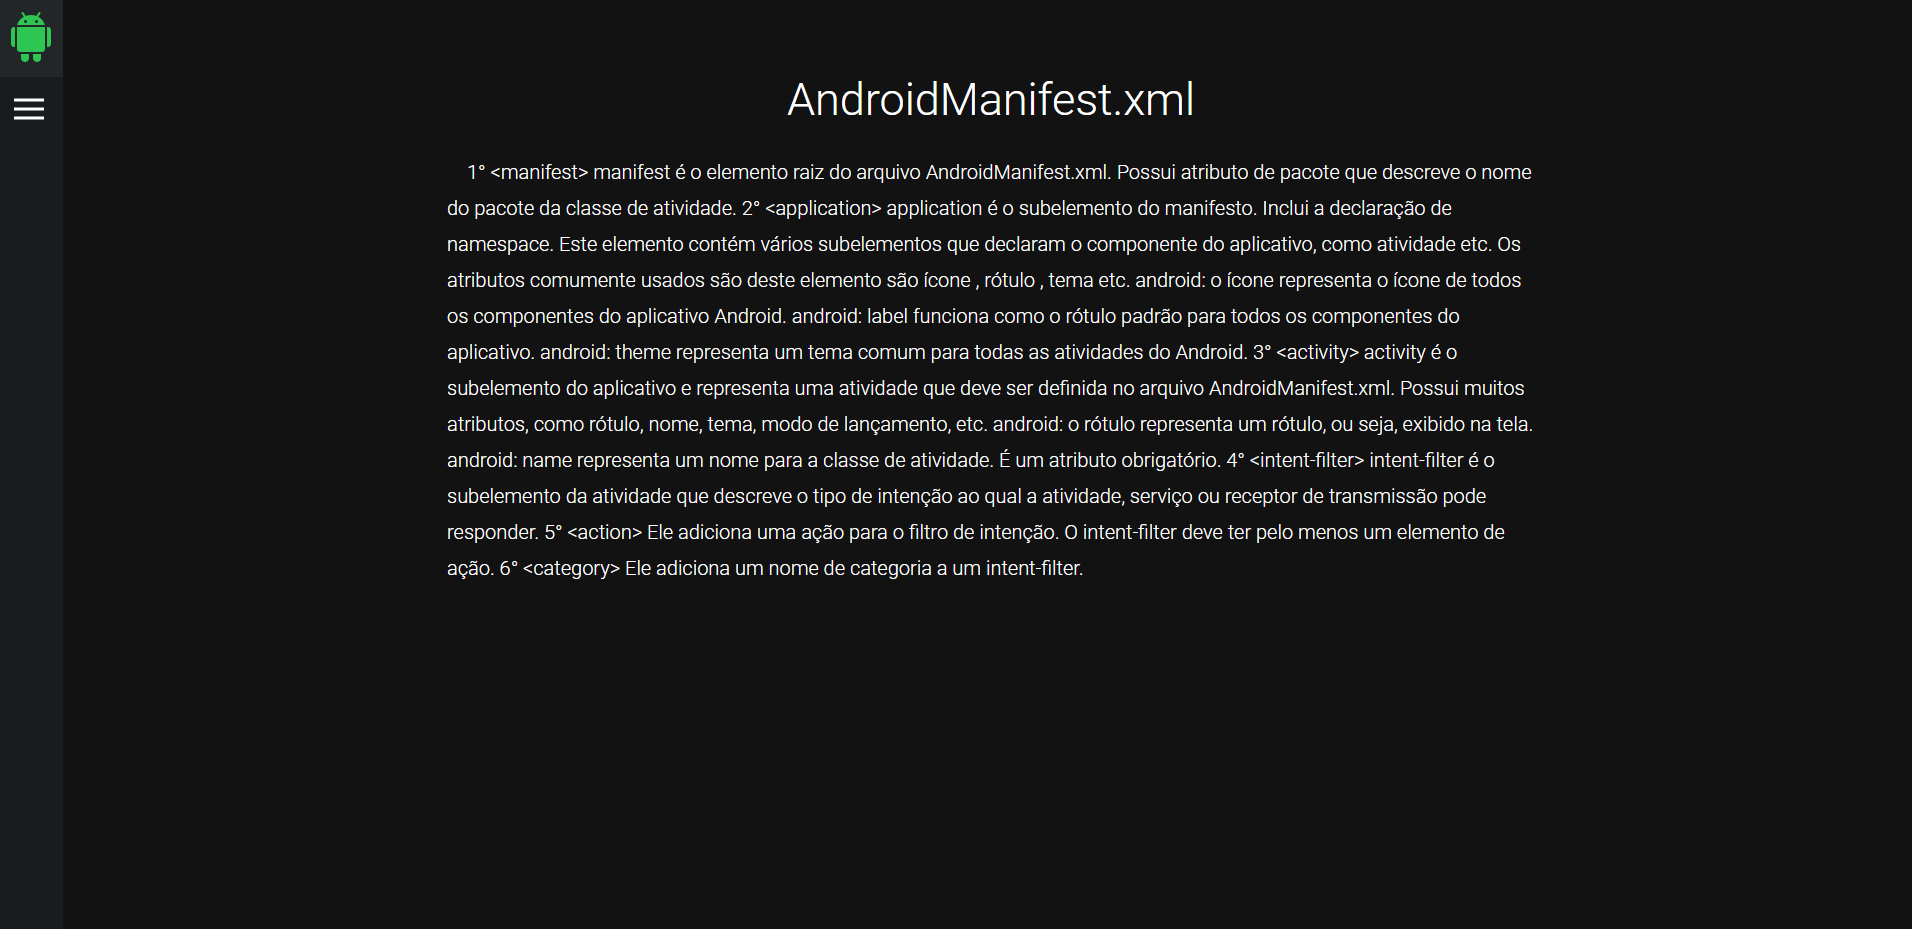 AndroidManifest.xml
1° <manifest> manifest é o elemento raiz do arquivo AndroidManifest.xml. Possui atributo de pacote que descreve o nome
do pacote da classe de atividade. 2° <application> application é o subelemento do manifesto. Inclui a declaração de
namespace. Este elemento contém vários subelementos que declaram o componente do aplicativo, como atividade etc. Os
atributos comumente usados são deste elemento são ícone , rótulo , tema etc. android: o ícone representa o ícone de todos
os componentes do aplicativo Android. android: label funciona como o rótulo padrão para todos os componentes do
aplicativo. android: theme representa um tema comum para todas as atividades do Android. 3° <activity> activity é o
subelemento do aplicativo e representa uma atividade que deve ser definida no arquivo AndroidManifest.xml. Possui muitos
atributos, como rótulo, nome, tema, modo de lançamento, etc. android: o rótulo representa um rótulo, ou seja, exibido na tela.
android: name representa um nome para a classe de atividade. É um atributo obrigatório. 4° <intent-filter> intent-filter é o
subelemento da atividade que descreve o tipo de intenção ao qual a atividade, serviço ou receptor de transmissão pode
responder. 5° <action> Ele adiciona uma ação para o filtro de intenção. O intent-filter deve ter pelo menos um elemento de
ação. 6° <category> Ele adiciona um nome de categoria a um intent-filter.